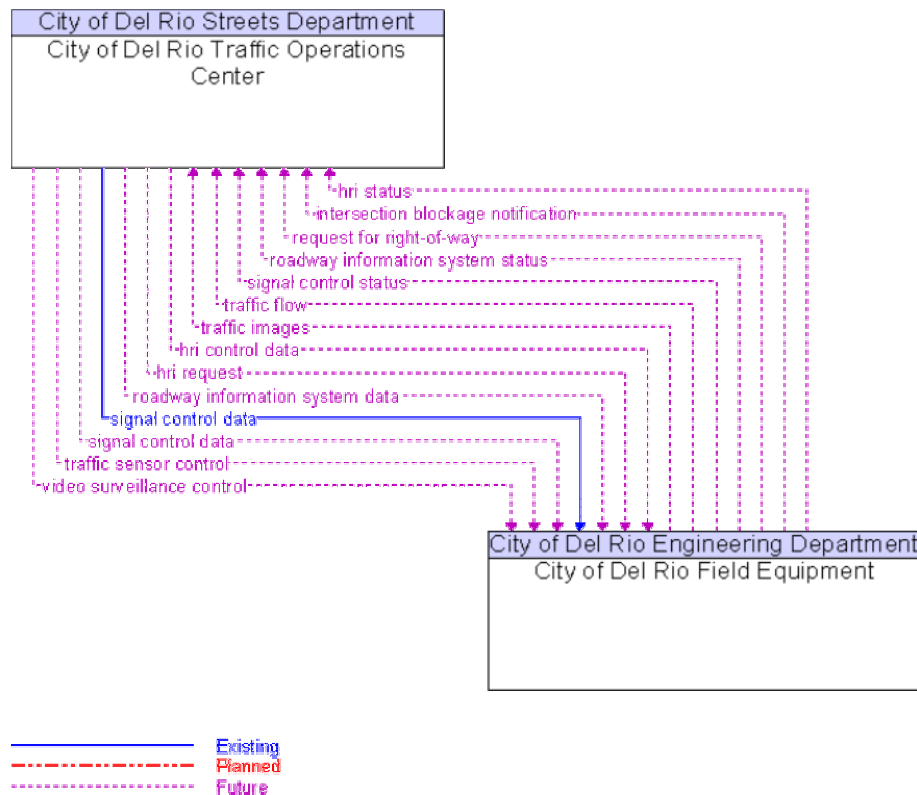 City of Del Rio Streets Department
City of Del Rio Traffic Operations
Center
hri status
intersection blockage notification
request for right-of-way
roadway information system status
signal control status
traffic flow
traffic images
hri control data
hri request
roadway information system data
signal control data
signal control data
traffic sensor control
video surveillance control
City of Del Rio Engineering Department
City of Del Rio Field Equipment
Existing
Planned
Future